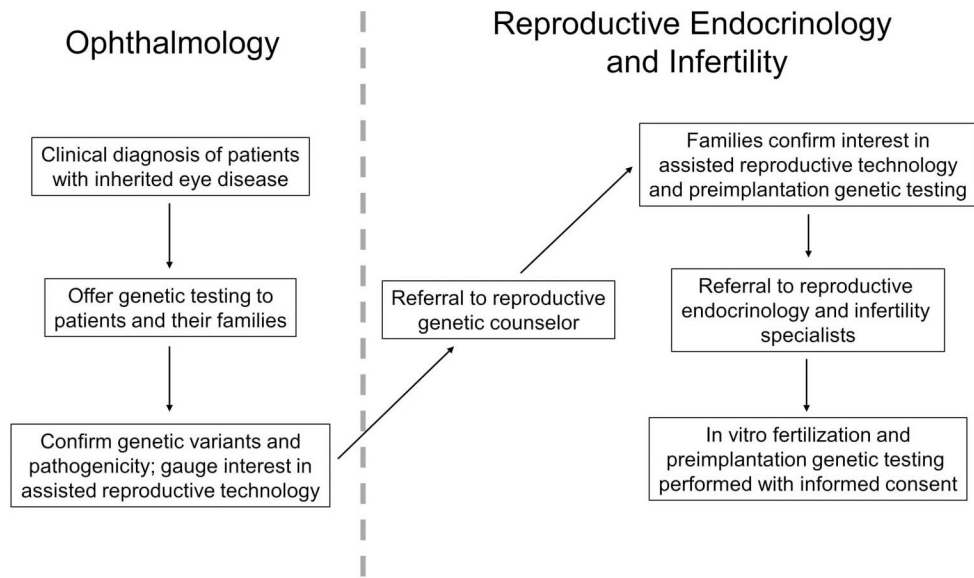 Ophthalmology
Clinical diagnosis of patients
with inherited eye disease
Offer genetic testing to
patients and their families
Confirm genetic variants and
pathogenicity; gauge interest in
assisted reproductive technology
Reproductive Endocrinology
and Infertility
Referral to reproductive
genetic counselor
Families confirm interest in
assisted reproductive technology
and preimplantation genetic testing
Referral to reproductive
endocrinology and infertility
specialists
In vitro fertilization and
preimplantation genetic testing
performed with informed consent